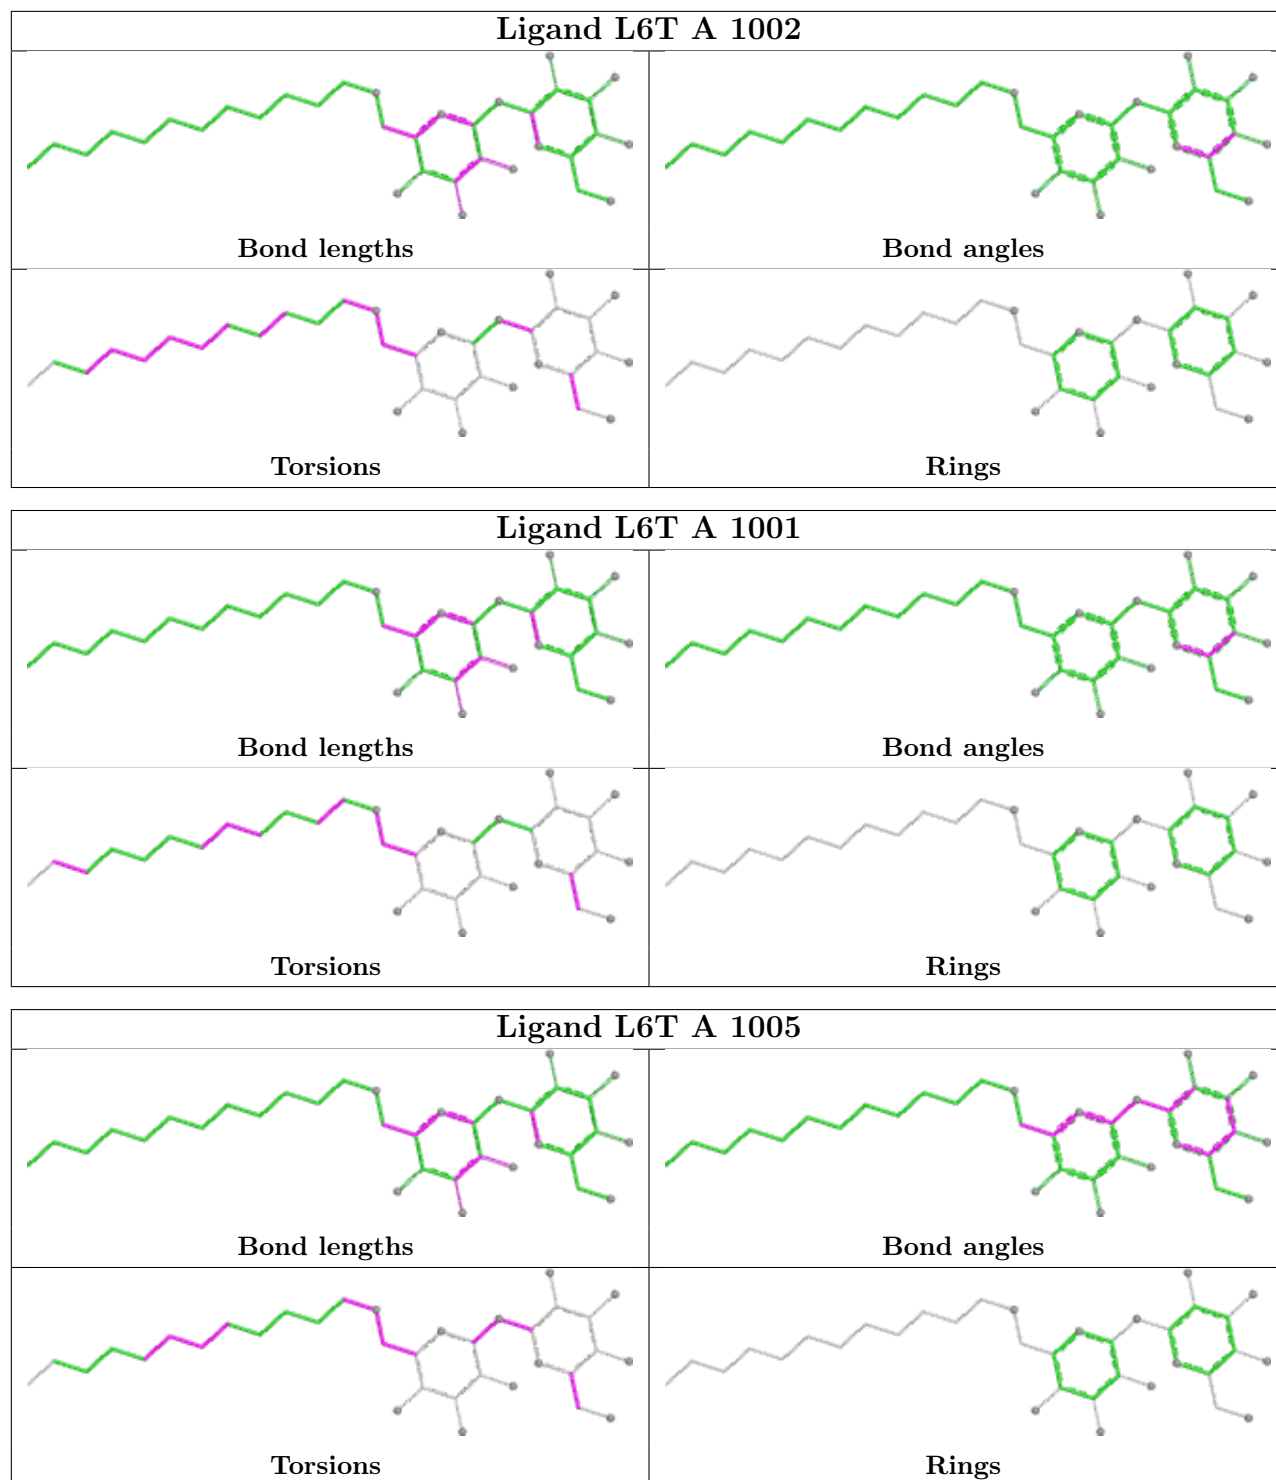 Ligand L6T A 1002
Bond lengths
Bond angles
Torsions
Rings
Ligand L6T A 1001
Bond lengths
Bond angles
Torsions
Rings
Ligand L6T A 1005
Bond lengths
Bond angles
Torsions
Rings